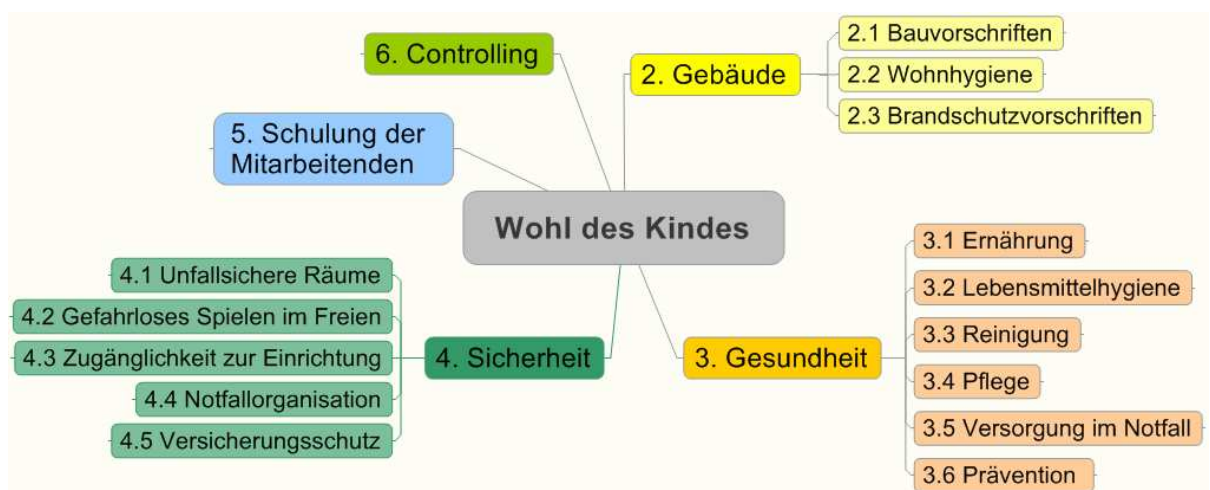 6. Controlling
2. Gebäude
2.1 Bauvorschriften
2.2 Wohnhygiene
2.3 Brandschutzvorschriften
5. Schulung der
Mitarbeitenden
Wohl des Kindes
3. Gesundheit
3.1 Ernährung
3.2 Lebensmittelhygiene
3.3 Reinigung
3.4 Pflege
3.5 Versorgung im Notfall
3.6 Prävention
4. Sicherheit
4.1 Unfallsichere Räume
4.2 Gefahrloses Spielen im Freien
4.3 Zugänglichkeit zur Einrichtung
4.4 Notfallorganisation
4.5 Versicherungsschutz